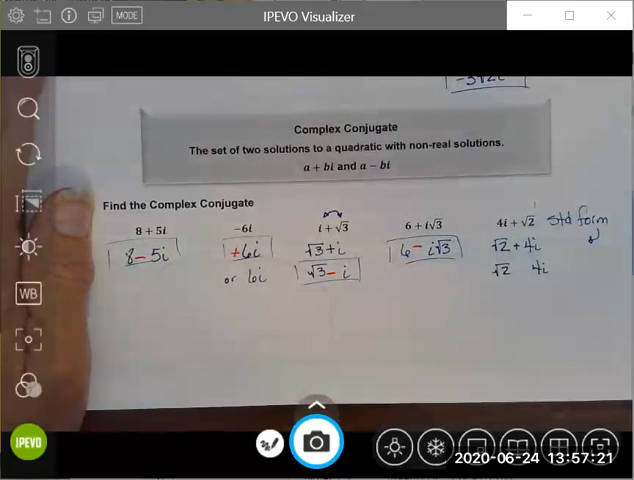 IPEVO Visualizer
MODE
-3√2i
Complex Conjugate
The set of two solutions to a quadratic with non-real solutions.
a + bi and a − bi
Find the Complex Conjugate
8 + 5i
−6i
i + √3
6 + i√3
4i + √2
std form
8 - 5i
+6i
√3 + i
6 - i√3
√2 + 4i
or 6i
√3 - i
√2 4i
WB
IPEVO
2020-06-24 13:57:21